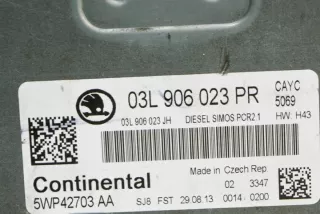 03L 906 023 PR
CAYC
5069
03L 906 023 JH DIESEL SIMOS PCR2.1 HW: H43
Continental
Made in Czech Rep.
02 3347
5WP42703 AA SJ8 FST 29.08.13 0014 0200